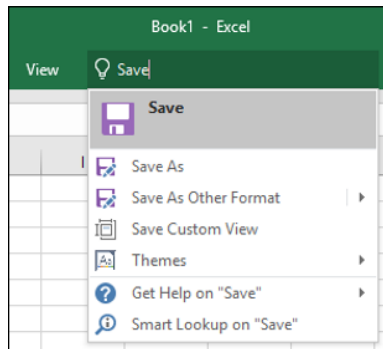 Book1 - Excel
View
Save
Save
Save As
Save As Other Format
Save Custom View
Themes
Get Help on "Save"
Smart Lookup on "Save"